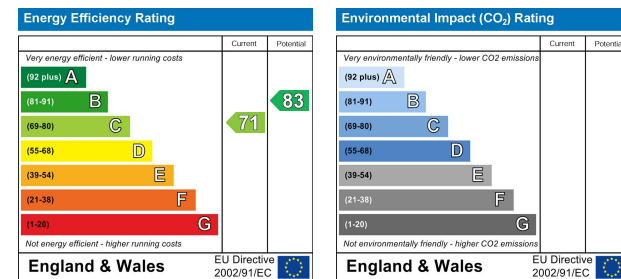 Energy Efficiency Rating
Current Potential
Very energy efficient - lower running costs
(92 plus) A
(81-91) B
83
(69-80) C
71
(55-68) D
(39-54) E
(21-38) F
(1-20) G
Not energy efficient - higher running costs
England & Wales
EU Directive
2002/91/EC
Environmental Impact (CO2) Rating
Current Potential
Very environmentally friendly - lower CO2 emissions
(92 plus) A
(81-91) B
(69-80) C
(55-68) D
(39-54) E
(21-38) F
(1-20) G
Not environmentally friendly - higher CO2 emissions
England & Wales
EU Directive
2002/91/EC